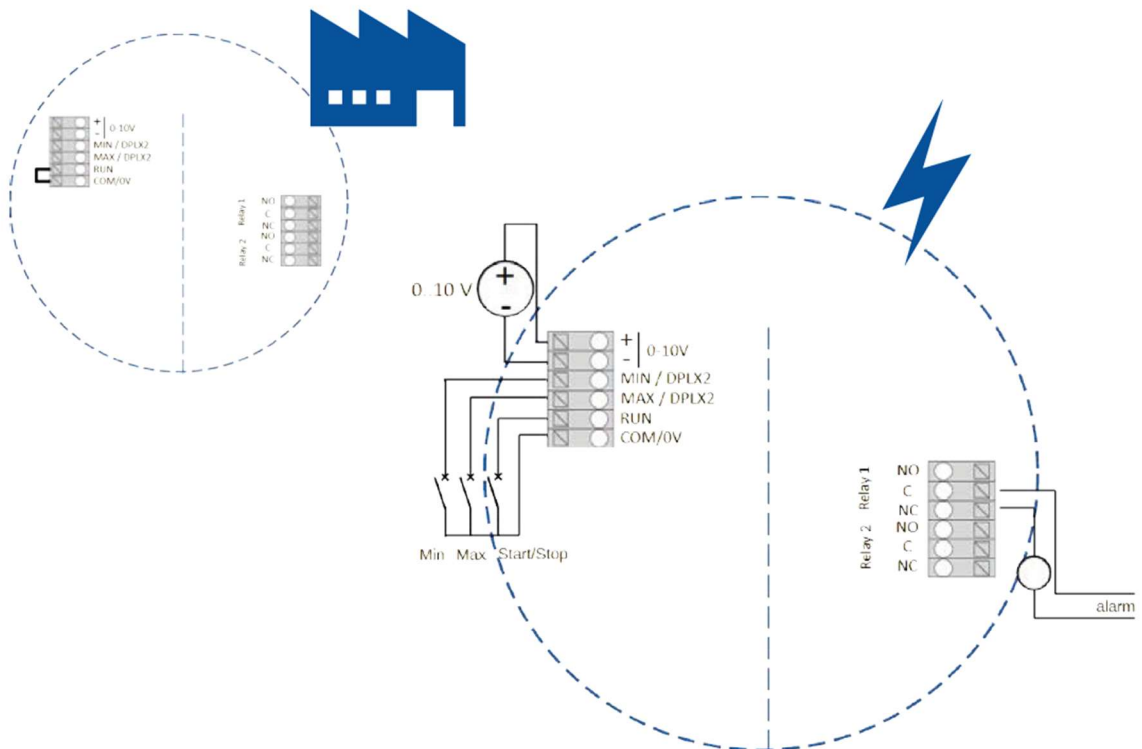 +
- 0-10V
MIN / DPLX2
MAX / DPLX2
RUN
COM/0V
Relay 1
NO
C
NC
Relay 2
NO
C
NC
0..10 V
+
-
+
- 0-10V
MIN / DPLX2
MAX / DPLX2
RUN
COM/0V
Min Max Start/Stop
Relay 1
NO
C
NC
Relay 2
NO
C
NC
alarm